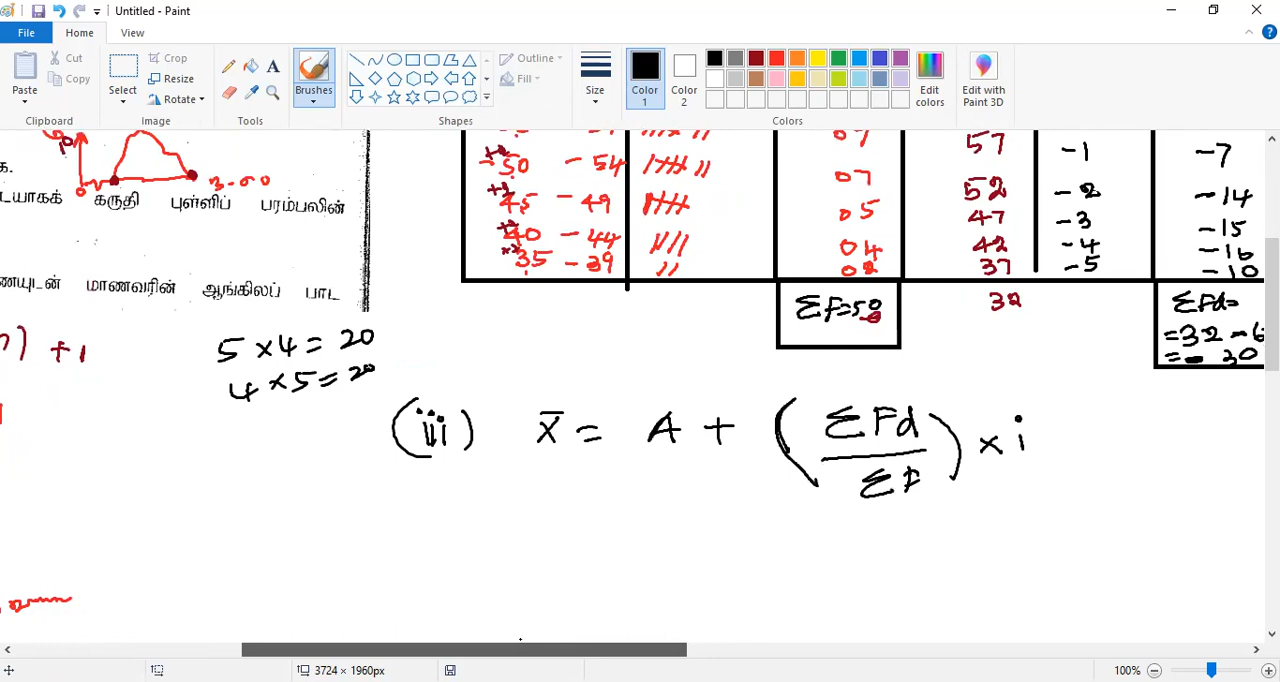 Untitled - Paint
File Home View
Paste
Cut
Copy
Clipboard
Select
Crop
Resize
Rotate
Image
Tools
Brushes
Shapes
Outline
Fill
Size
Color 1
Color 2
Colors
Edit colors
Edit with Paint 3D
கருதி புள்ளிப் பரம்பலின்
மாணவரின் ஆங்கிலப் பாட
57 -1 -7
50 - 54 07 52 -2 -14
45 - 49 05 47 -3 -15
40 - 44 04 42 -4 -16
35 - 39 02 37 -5 -10
ΣF=50
32
ΣFd=
=32 - 6
=- 30
+1
5 × 4 = 20
4 × 5 = 20
(iii) x̄ = A + (ΣFd/ΣF) × i
3724 × 1960px
100%